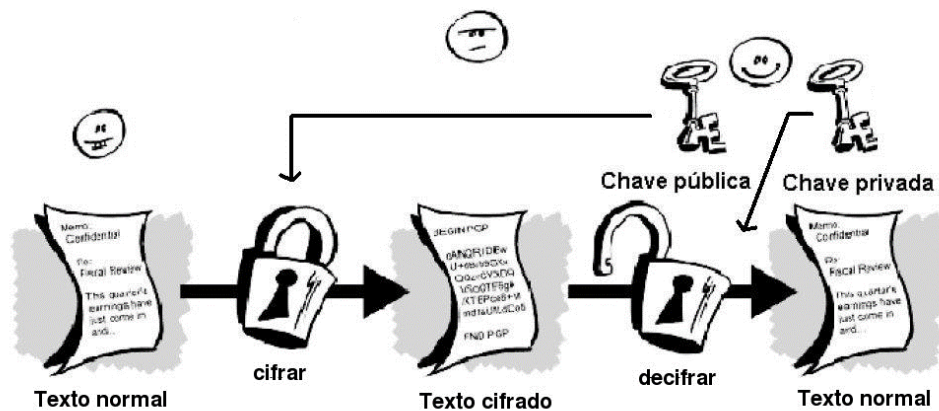 Chave pública
Chave privada
Memo:
Confidential
Re:
Fiscal Review
This quarter's
earnings have
just come in
and...
BEGIN PGP
END PGP
Memo:
Confidential
Re:
Fiscal Review
This quarter's
earnings have
just come in
and...
cifrar
decifrar
Texto normal
Texto cifrado
Texto normal